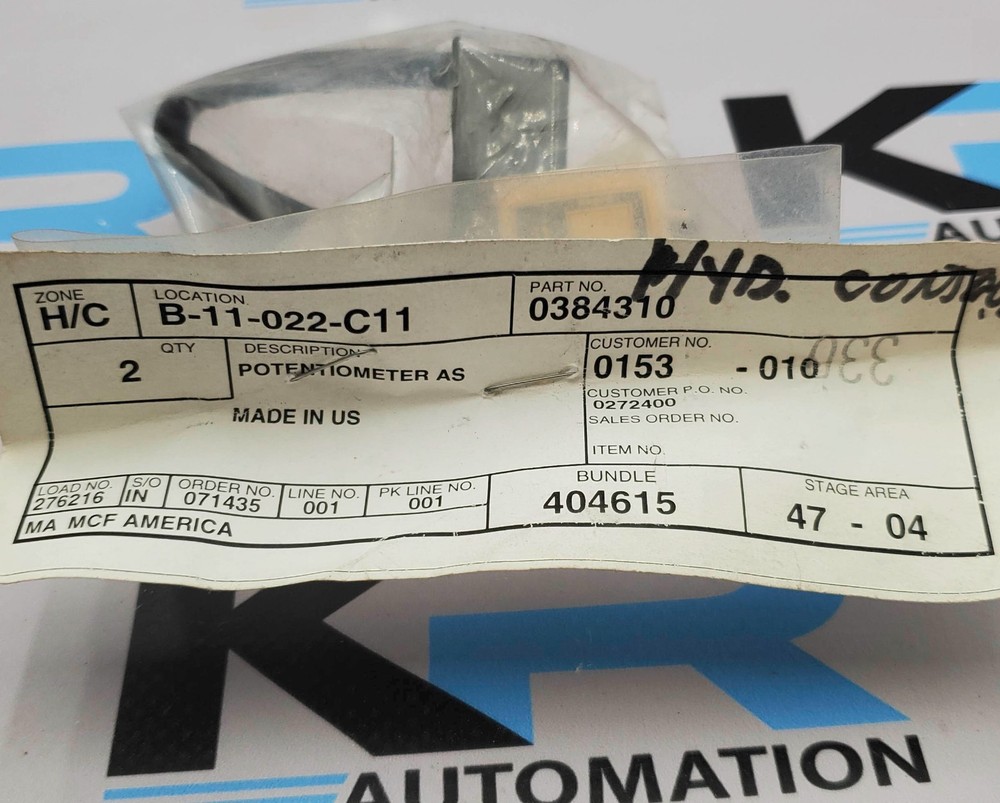 HYD.
ZONE
H/C
LOCATION.
B-11-022-C11
PART NO.
0384310
QTY
2
DESCRIPTION
POTENTIOMETER AS
MADE IN US
CUSTOMER NO.
0153 - 010
CUSTOMER P.O. NO.
0272400
SALES ORDER NO.
ITEM NO.
LOAD NO.
276216
S/O
IN
ORDER NO.
071435
LINE NO.
001
PK LINE NO.
001
BUNDLE
404615
STAGE AREA
47 - 04
MA MCF AMERICA
KR
AU
KR
AUTOMATION